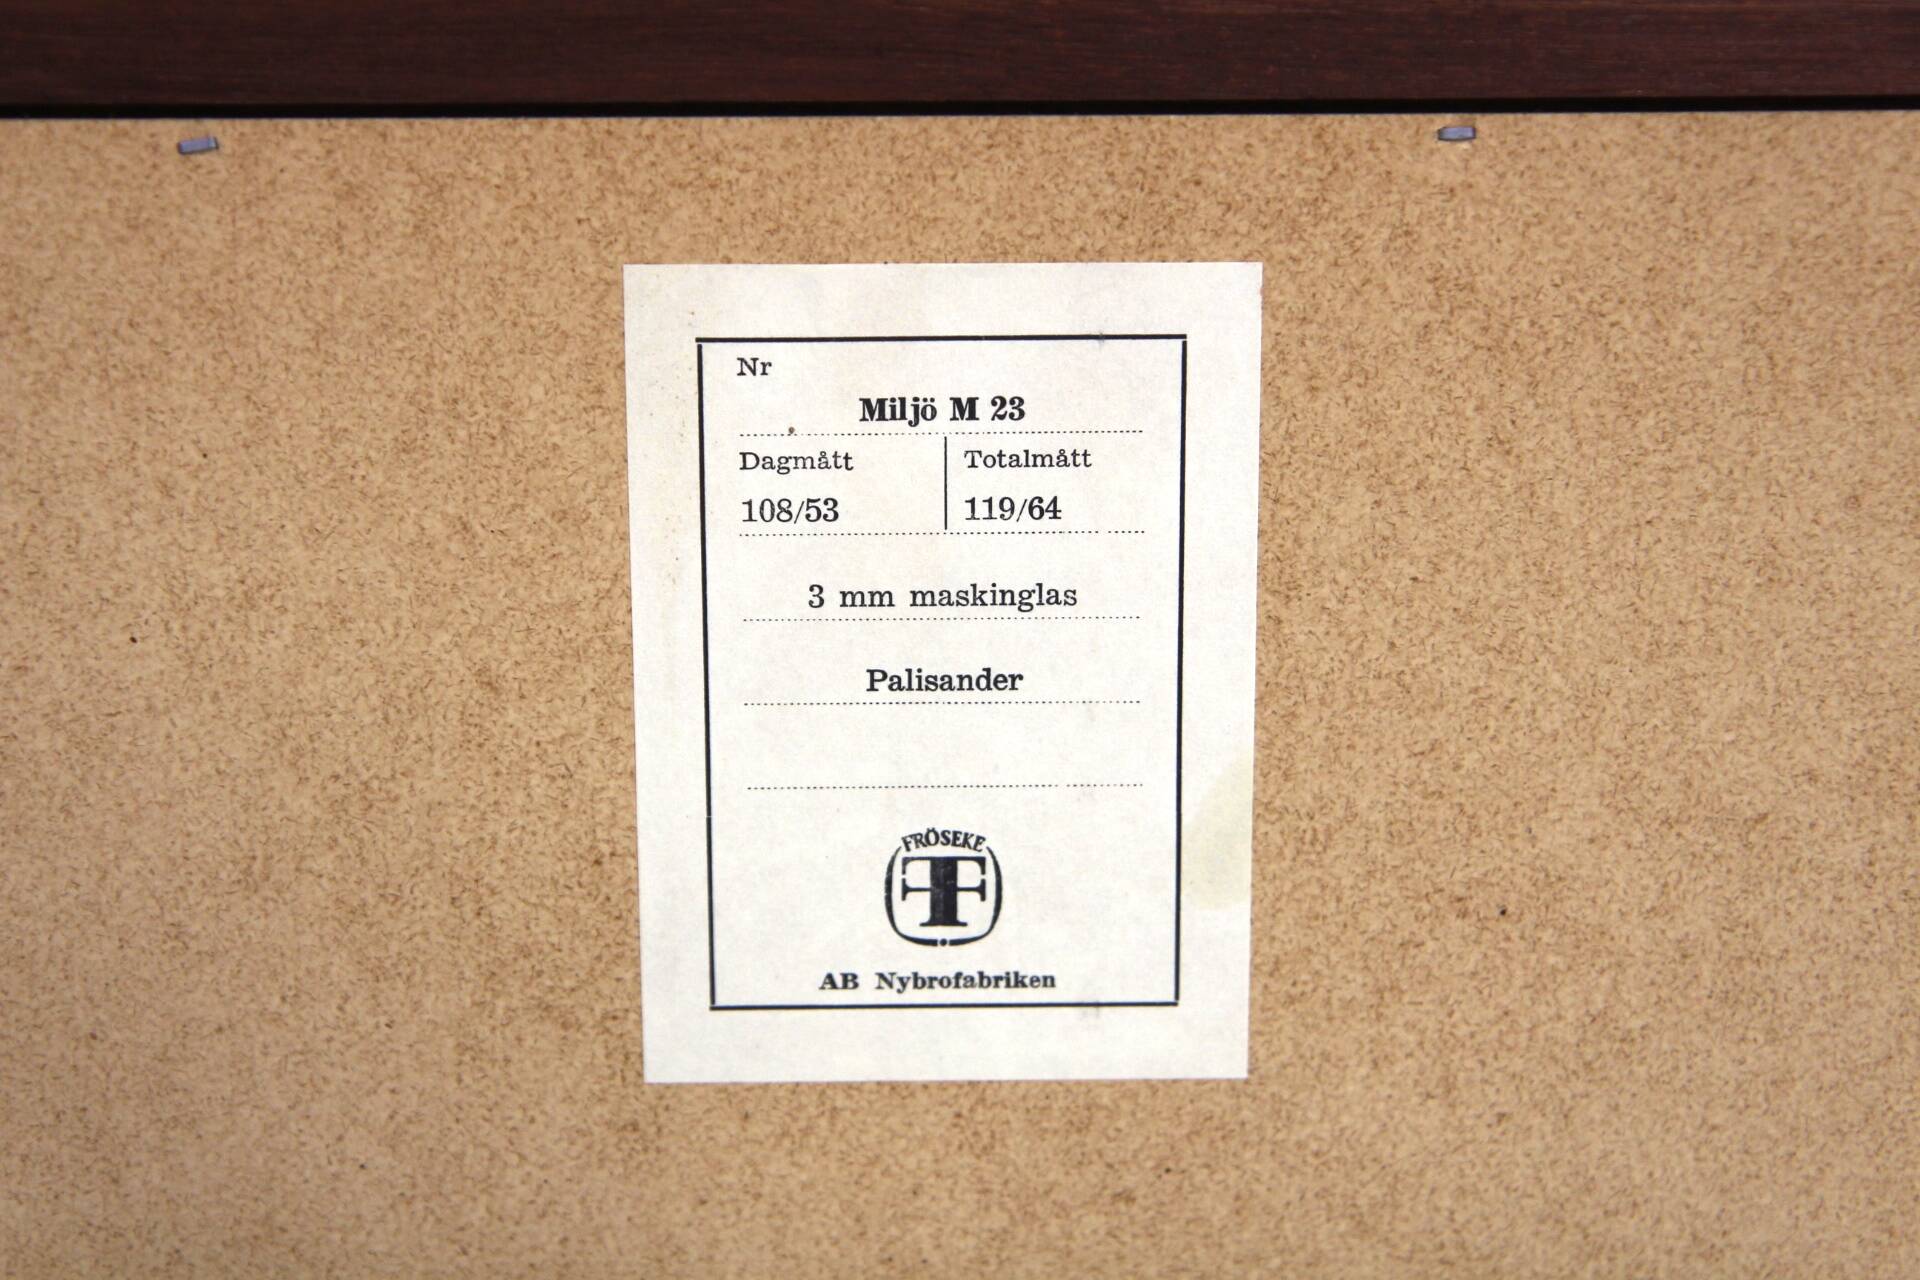 Nr
Miljö M 23
Dagmått Totalmått
108/53 119/64
3 mm maskinglas
Palisander
FRÖSEKE
F
AB Nybrofabriken